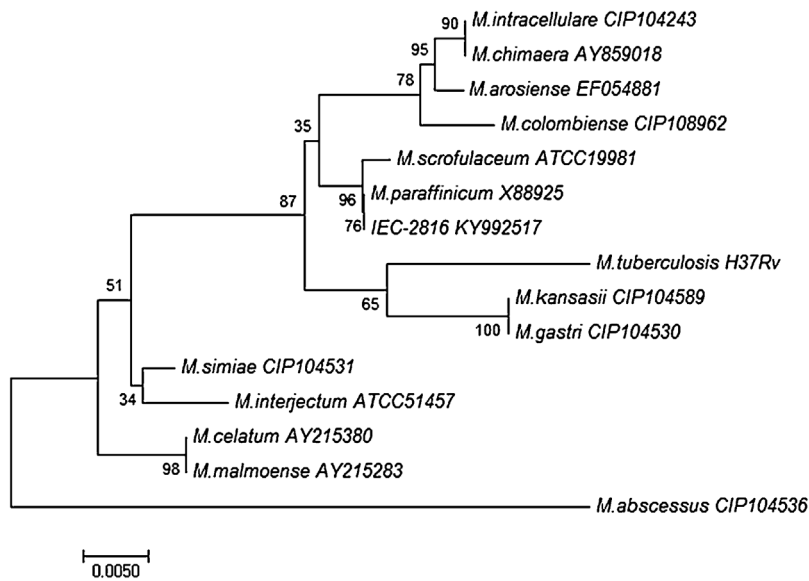 90 M.intracellulare CIP104243
95 M.chimaera AY859018
78 M.arosiense EF054881
M.colombiense CIP108962
35
M.scrofulaceum ATCC19981
96 M.paraffinicum X88925
87
76 IEC-2816 KY992517
M.tuberculosis H37Rv
51
65 M.kansasii CIP104589
100 M.gastri CIP104530
M.simiae CIP104531
34 M.interjectum ATCC51457
M.celatum AY215380
98 M.malmoense AY215283
M.abscessus CIP104536
0.0050